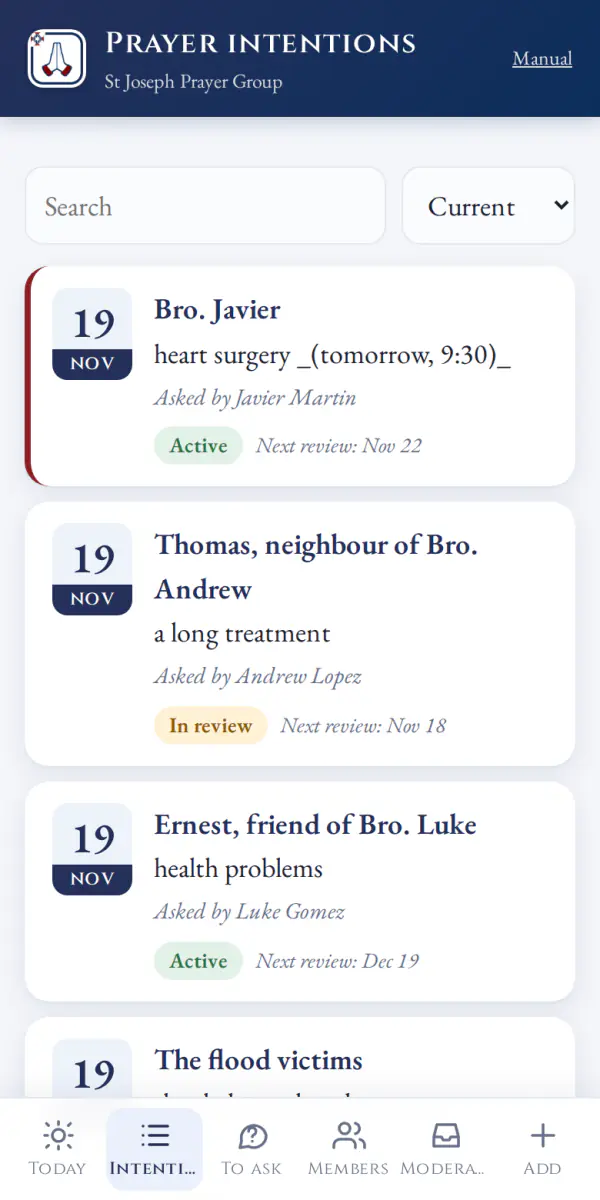 Prayer intentions
St Joseph Prayer Group
Manual
Search
Current
19
NOV
Bro. Javier
heart surgery _(tomorrow, 9:30)_
Asked by Javier Martin
Active
Next review: Nov 22
19
NOV
Thomas, neighbour of Bro.
Andrew
a long treatment
Asked by Andrew Lopez
In review
Next review: Nov 18
19
NOV
Ernest, friend of Bro. Luke
health problems
Asked by Luke Gomez
Active
Next review: Dec 19
19
The flood victims
Today
Intenti...
To ask
Members
Modera...
Add